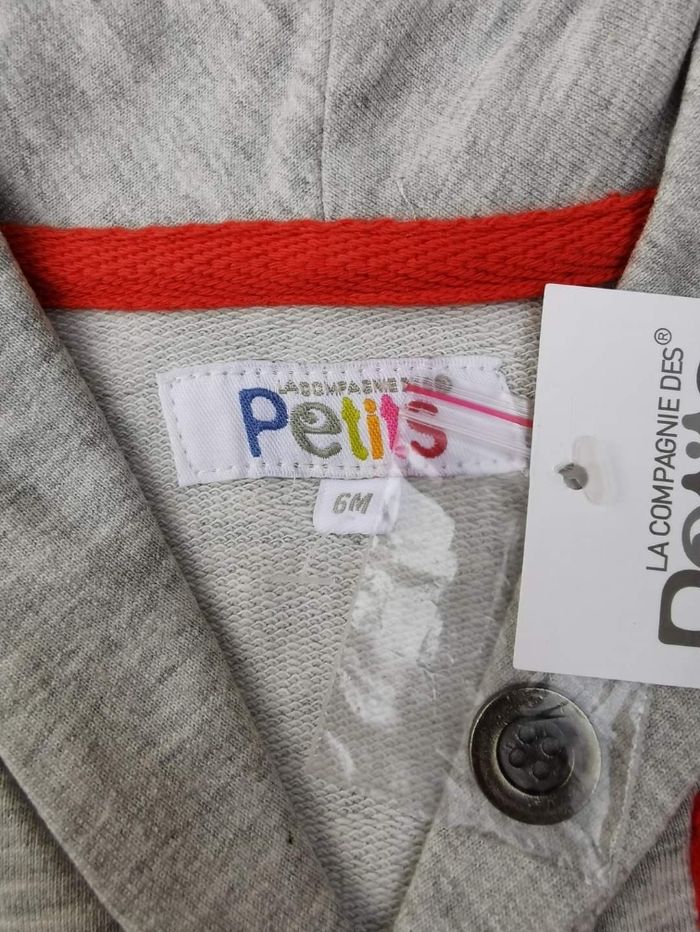 LA COMPAGNIE DES
Petits
6M
LA COMPAGNIE DES®